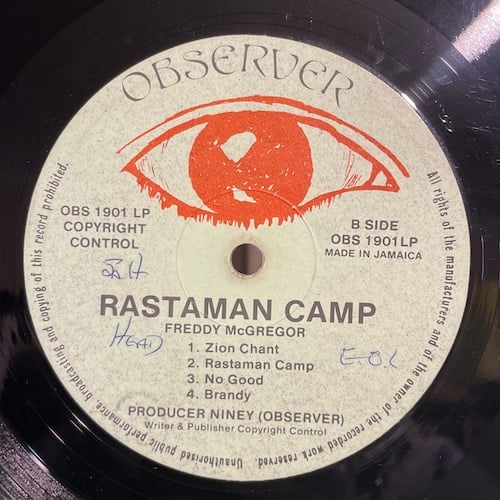 OBSERVER
OBS 1901 LP
COPYRIGHT
CONTROL
B SIDE
OBS 1901 LP
MADE IN JAMAICA
RASTAMAN CAMP
FREDDY McGREGOR
HEAD
E-O.C
1. Zion Chant
2. Rastaman Camp
3. No Good
4. Brandy
PRODUCER NINEY (OBSERVER)
Writer & Publisher Copyright Control
All rights of the manufacturers and of the owner of the recorded work reserved. Unauthorised public performance, broadcasting and copying of this record prohibited.